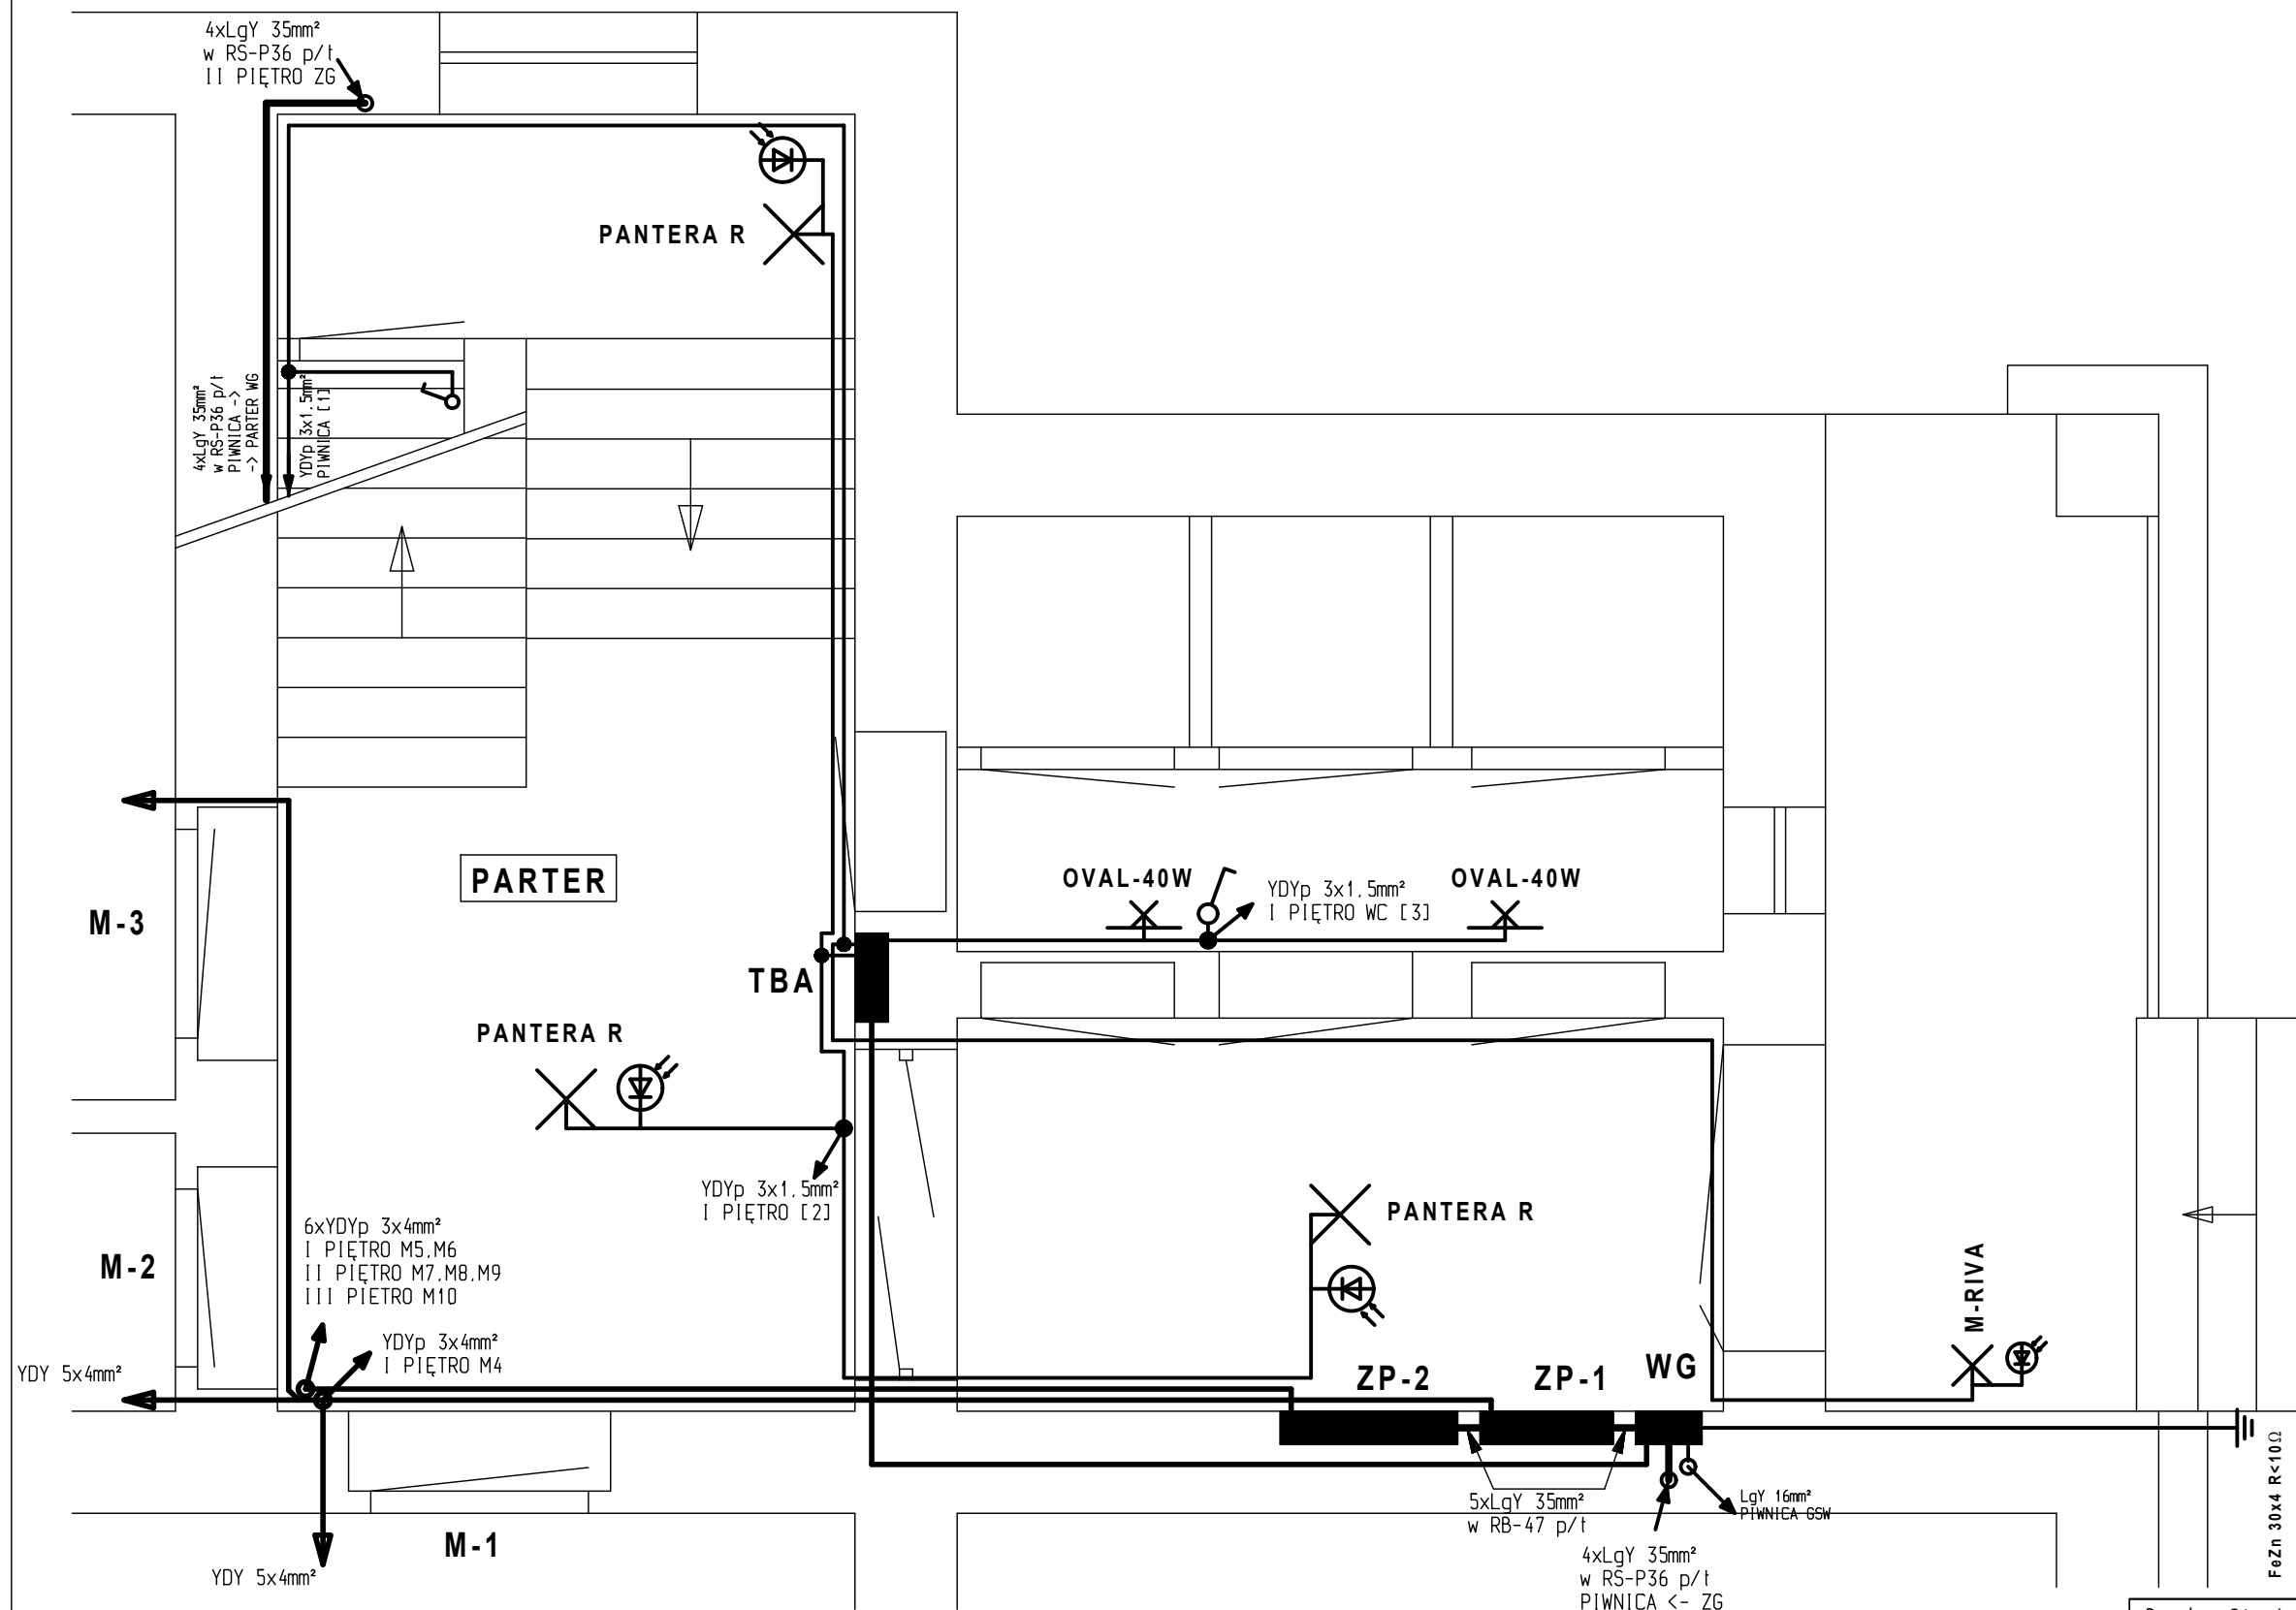 4xLgY 35mm²
w RS-P36 p/t
II PIĘTRO ZG
PANTERA R
4xLgY 35mm²
w RS-P36 p/t
PIWNICA ->
-> PARTER WG
YDYp 3x1,5mm²
PIWNICA [1]
PARTER
M-3
OVAL-40W
YDYp 3x1,5mm²
I PIĘTRO WC [3]
OVAL-40W
TBA
PANTERA R
YDYp 3x1,5mm²
I PIĘTRO [2]
PANTERA R
M-2
6xYDYp 3x4mm²
I PIĘTRO M5,M6
II PIĘTRO M7,M8,M9
III PIETRO M10
YDYp 3x4mm²
I PIĘTRO M4
YDY 5x4mm²
M-RIVA
ZP-2
ZP-1
WG
5xLgY 35mm²
w RB-47 p/t
LgY 16mm²
PIWNICA GSW
4xLgY 35mm²
w RS-P36 p/t
PIWNICA <- ZG
FeZn 30x4 R<10Ω
M-1
YDY 5x4mm²